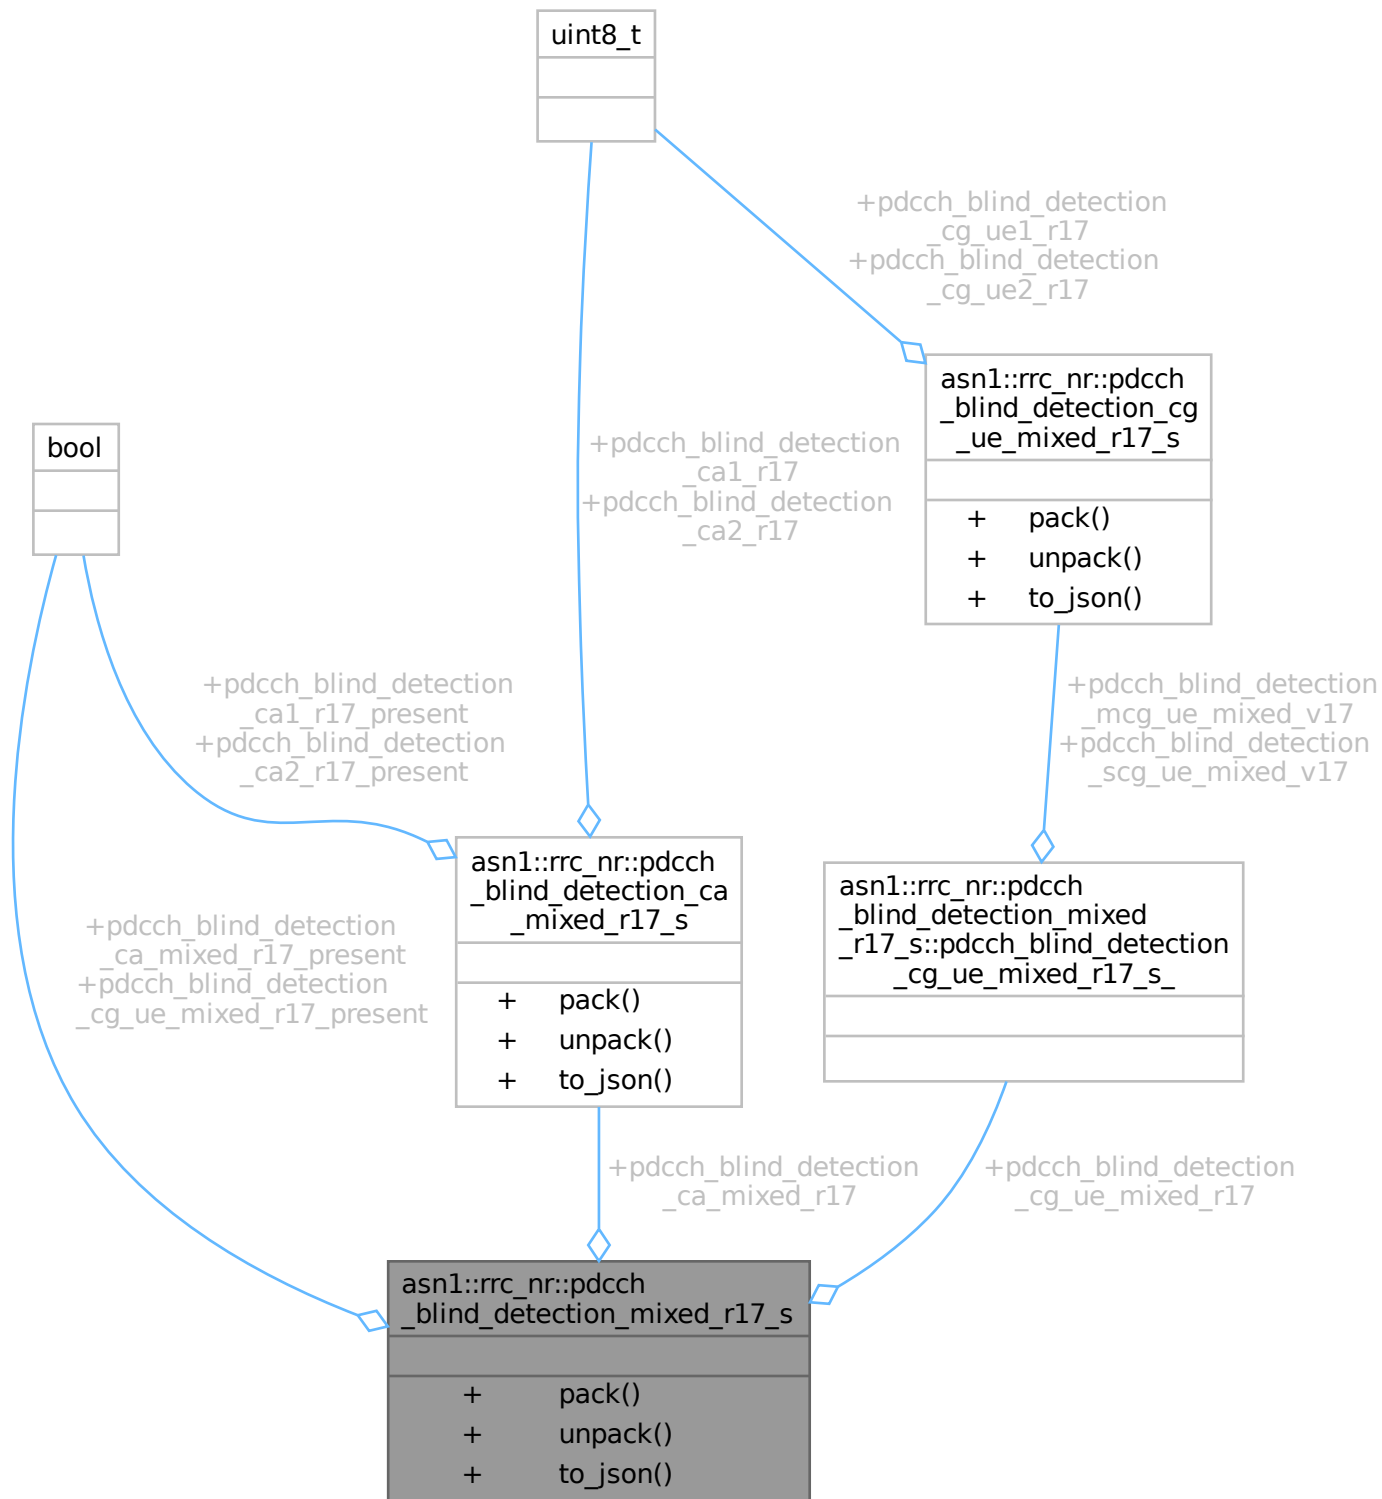 uint8_t
+pdcch_blind_detection
_cg_ue1_r17
+pdcch_blind_detection
_cg_ue2_r17
asn1::rrc_nr::pdcch
_blind_detection_cg
_ue_mixed_r17_s
+ pack()
+ unpack()
+ to_json()
bool
+pdcch_blind_detection
_ca1_r17
+pdcch_blind_detection
_ca2_r17
+pdcch_blind_detection
_ca1_r17_present
+pdcch_blind_detection
_ca2_r17_present
+pdcch_blind_detection
_mcg_ue_mixed_v17
+pdcch_blind_detection
_scg_ue_mixed_v17
asn1::rrc_nr::pdcch
_blind_detection_ca
_mixed_r17_s
+ pack()
+ unpack()
+ to_json()
asn1::rrc_nr::pdcch
_blind_detection_mixed
_r17_s::pdcch_blind_detection
_cg_ue_mixed_r17_s_
+pdcch_blind_detection
_ca_mixed_r17_present
+pdcch_blind_detection
_cg_ue_mixed_r17_present
+pdcch_blind_detection
_ca_mixed_r17
+pdcch_blind_detection
_cg_ue_mixed_r17
asn1::rrc_nr::pdcch
_blind_detection_mixed_r17_s
+ pack()
+ unpack()
+ to_json()